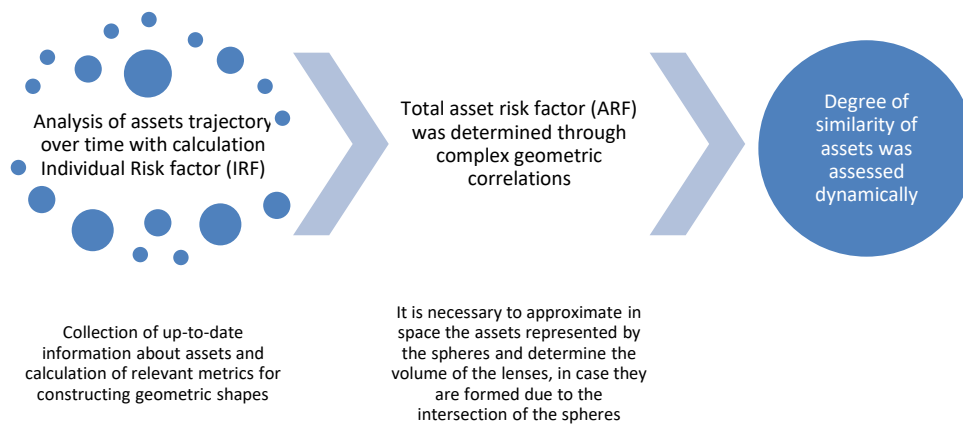 Analysis of assets trajectory
over time with calculation
Individual Risk factor (IRF)
Total asset risk factor (ARF)
was determined through
complex geometric
correlations
Degree of
similarity of
assets was
assessed
dynamically
Collection of up-to-date
information about assets and
calculation of relevant metrics for
constructing geometric shapes
It is necessary to approximate in
space the assets represented by
the spheres and determine the
volume of the lenses, in case they
are formed due to the
intersection of the spheres